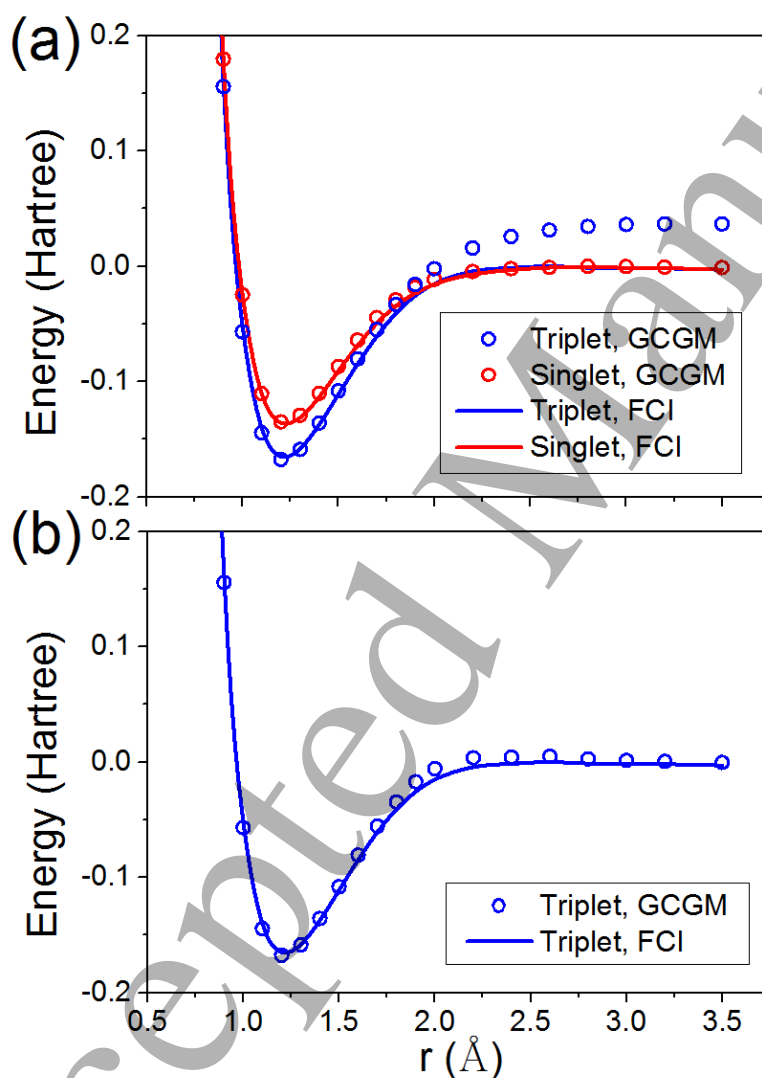 (a)
0.2
0.1
0.0
-0.1
-0.2
Energy (Hartree)
Triplet, GCGM
Singlet, GCGM
Triplet, FCI
Singlet, FCI
(b)
0.2
0.1
0.0
-0.1
-0.2
Energy (Hartree)
Triplet, GCGM
Triplet, FCI
0.5 1.0 1.5 2.0 2.5 3.0 3.5
r (Å)
cepted Manu